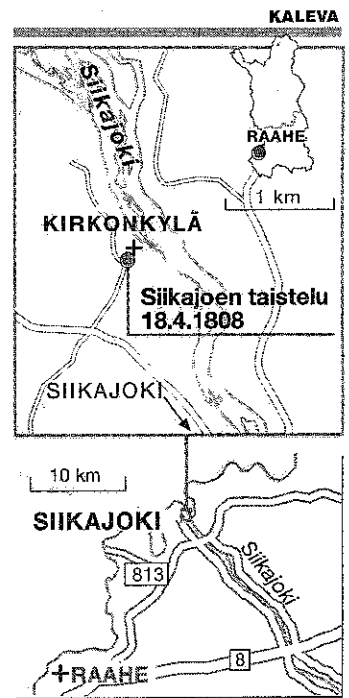 KALEVA
Siikajoki
RAAHE
1 km
KIRKONKYLÄ
Siikajoen taistelu
18.4.1808
SIIKAJOKI
10 km
SIIKAJOKI
Siikajoki
813
8
RAAHE